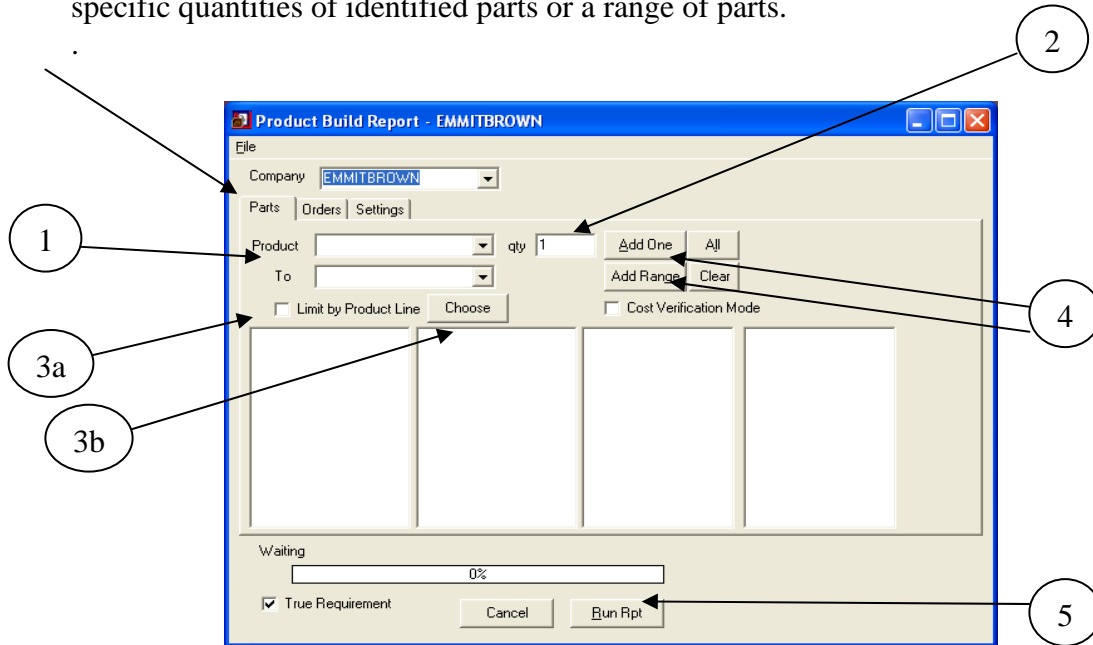 specific quantities of identified parts or a range of parts.
.
2
Product Build Report - EMMITBROWN
File
Company EMMITBROWN
Parts Orders Settings
1
Product qty 1 Add One All
To Add Range Clear
Limit by Product Line Choose Cost Verification Mode
4
3a
3b
Waiting
0%
True Requirement Cancel Run Rpt
5